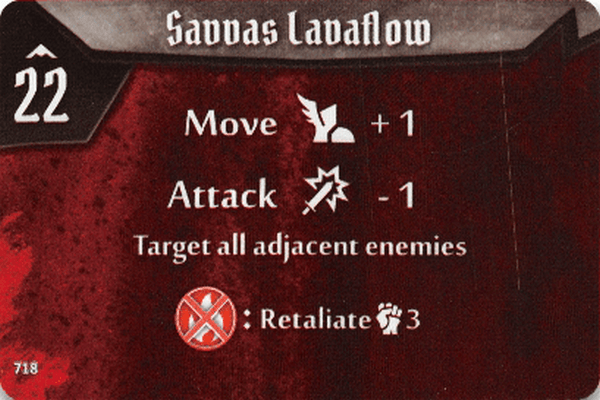 Savvas Lavaflow
22
Move + 1
Attack - 1
Target all adjacent enemies
: Retaliate 3
718